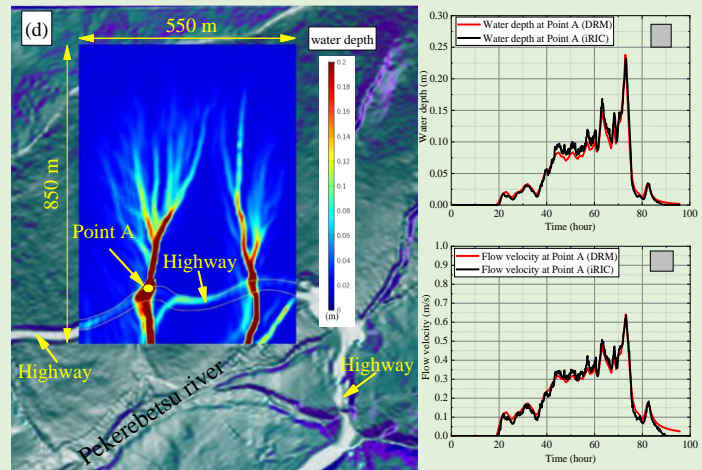 (d)
550 m
water depth
850 m
0.2
0.18
0.16
0.14
0.12
0.1
0.08
0.06
0.04
0.02
0
(m)
Point A
Highway
Highway
Highway
Pekerebetsu river
Water depth at Point A (DRM)
Water depth at Point A (iRIC)
Water depth (m)
0.30
0.25
0.20
0.15
0.10
0.05
0.00
0 20 40 60 80 100
Time (hour)
Flow velocity at Point A (DRM)
Flow velocity at Point A (iRIC)
Flow velocity (m/s)
1.0
0.9
0.8
0.7
0.6
0.5
0.4
0.3
0.2
0.1
0.0
0 20 40 60 80 100
Time (hour)